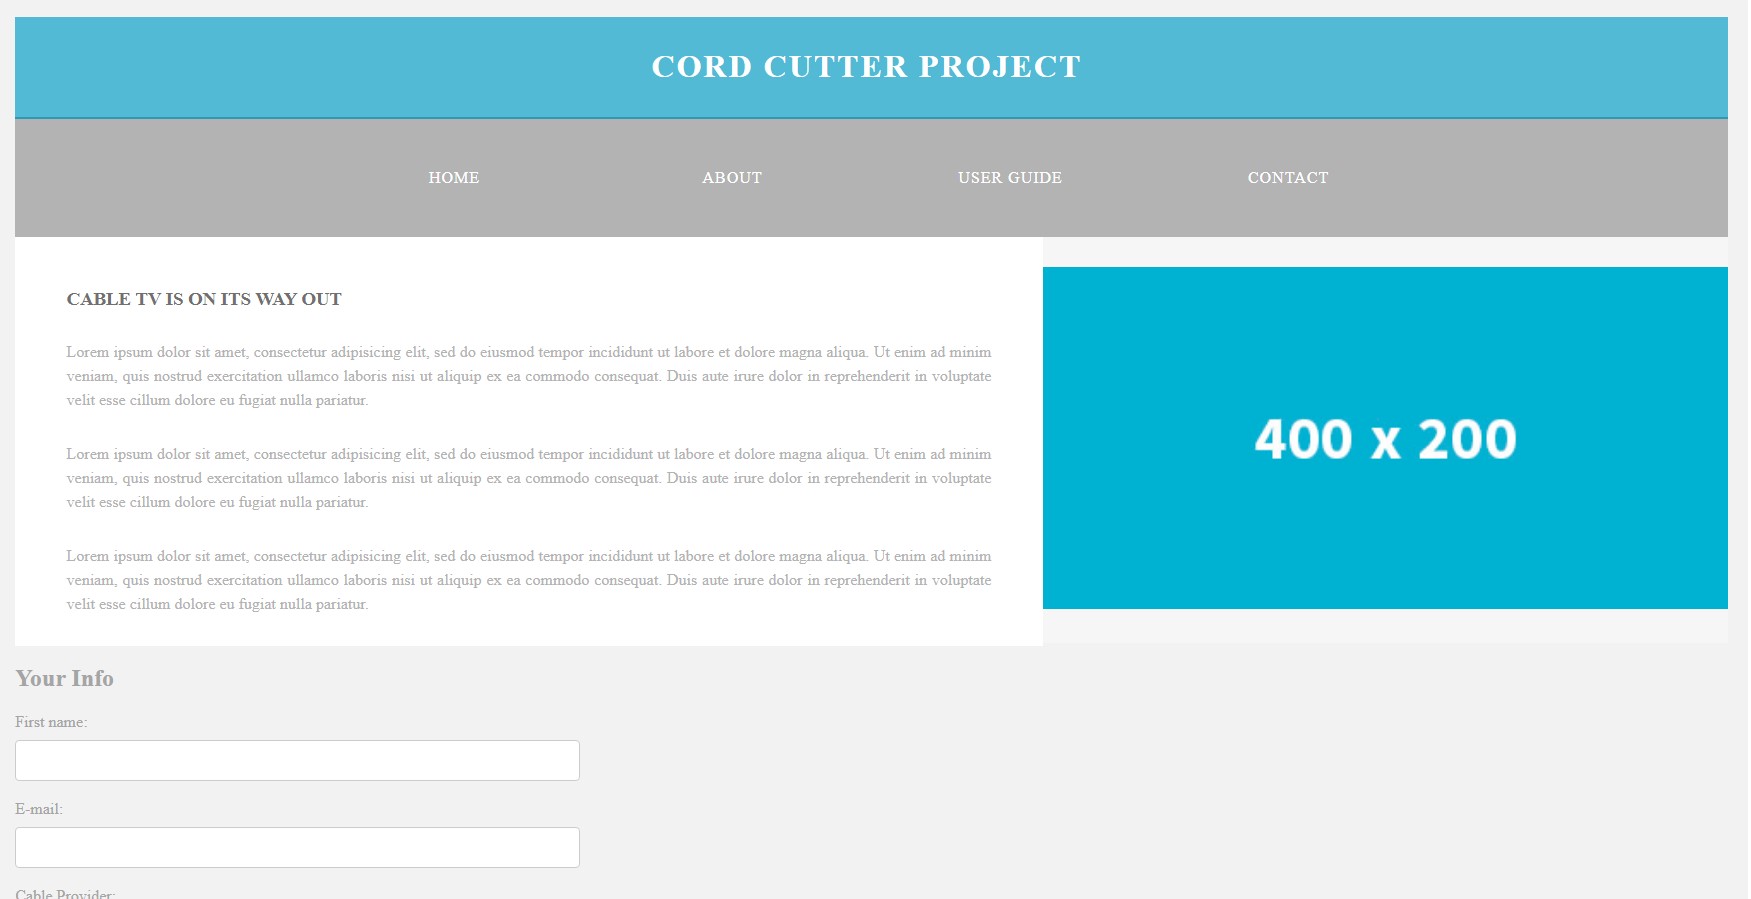 CORD CUTTER PROJECT
HOME ABOUT USER GUIDE CONTACT
CABLE TV IS ON ITS WAY OUT
Lorem ipsum dolor sit amet, consectetur adipisicing elit, sed do eiusmod tempor incididunt ut labore et dolore magna aliqua. Ut enim ad minim
veniam, quis nostrud exercitation ullamco laboris nisi ut aliquip ex ea commodo consequat. Duis aute irure dolor in reprehenderit in voluptate
velit esse cillum dolore eu fugiat nulla pariatur.
Lorem ipsum dolor sit amet, consectetur adipisicing elit, sed do eiusmod tempor incididunt ut labore et dolore magna aliqua. Ut enim ad minim
veniam, quis nostrud exercitation ullamco laboris nisi ut aliquip ex ea commodo consequat. Duis aute irure dolor in reprehenderit in voluptate
velit esse cillum dolore eu fugiat nulla pariatur.
Lorem ipsum dolor sit amet, consectetur adipisicing elit, sed do eiusmod tempor incididunt ut labore et dolore magna aliqua. Ut enim ad minim
veniam, quis nostrud exercitation ullamco laboris nisi ut aliquip ex ea commodo consequat. Duis aute irure dolor in reprehenderit in voluptate
velit esse cillum dolore eu fugiat nulla pariatur.
400 x 200
Your Info
First name:
E-mail:
Cable Provider: